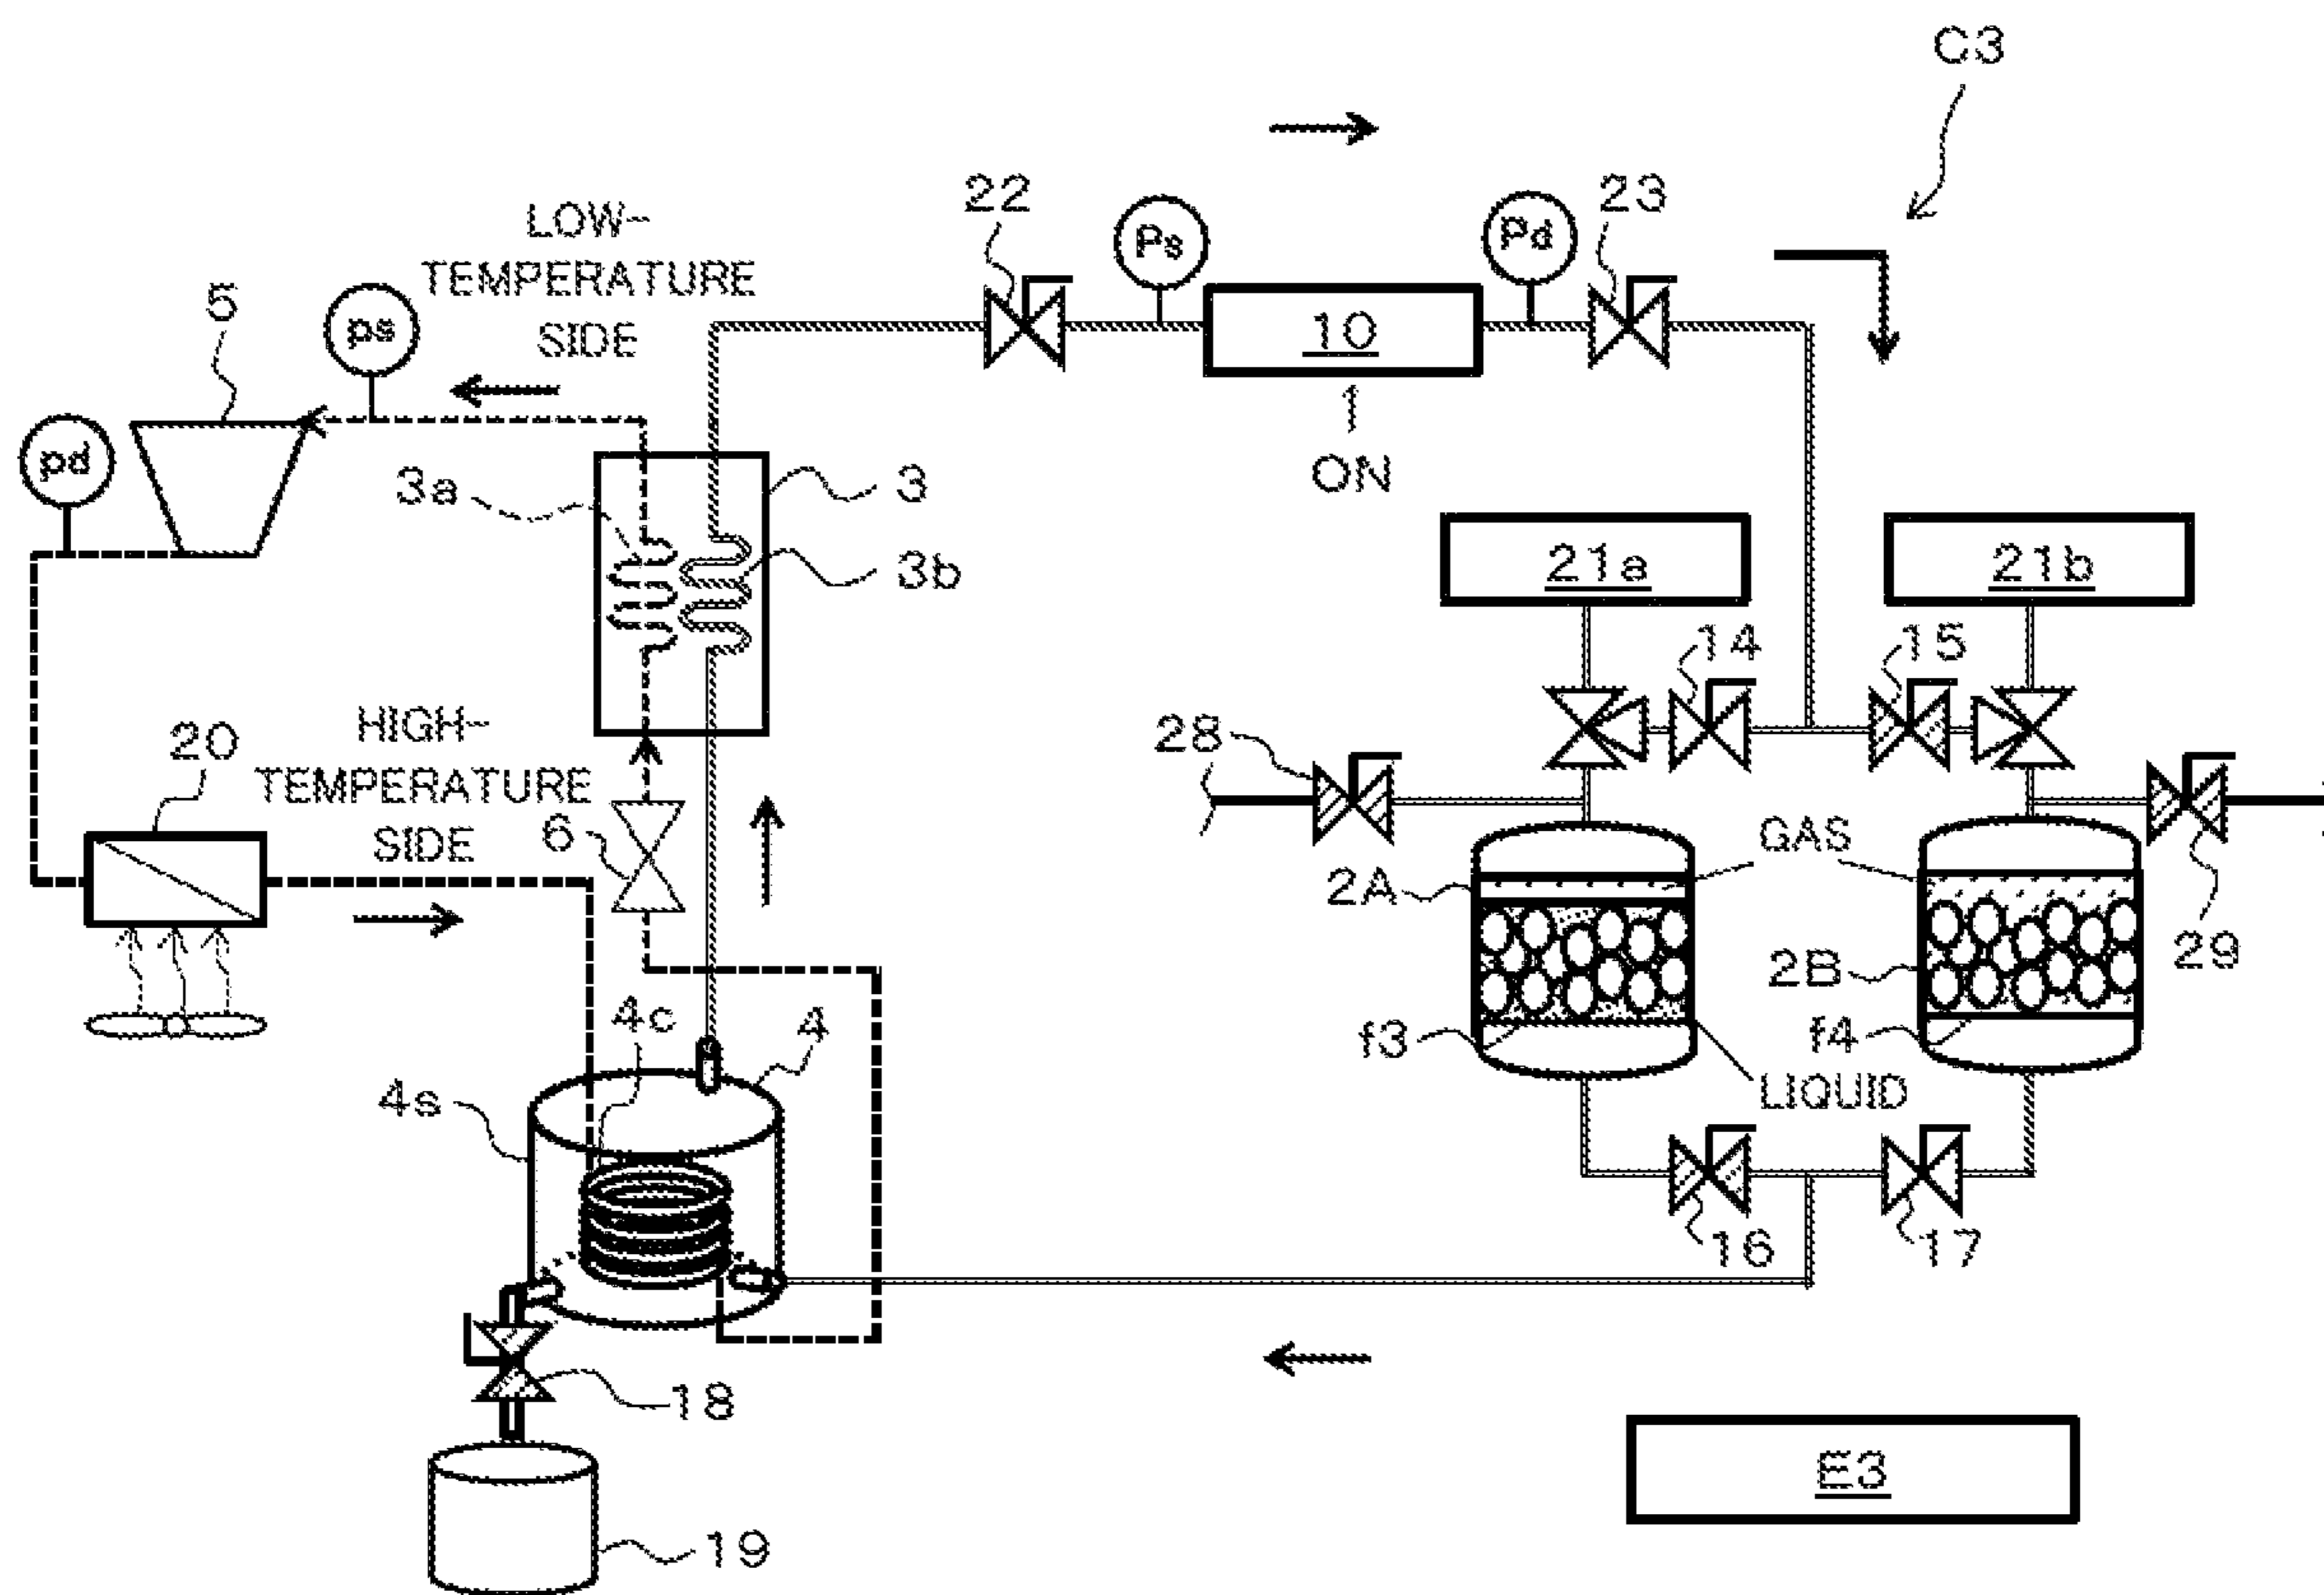 C3
22
23
Ps
Pd
LOW-
TEMPERATURE
SIDE
5
ps
10
1
ON
pd
3a
3
3b
21a
21b
14
15
28
20
HIGH-
TEMPERATURE
SIDE
6
GAS
2A
2B
29
4c
4
f3
f4
4s
LIQUID
16
17
18
E3
19